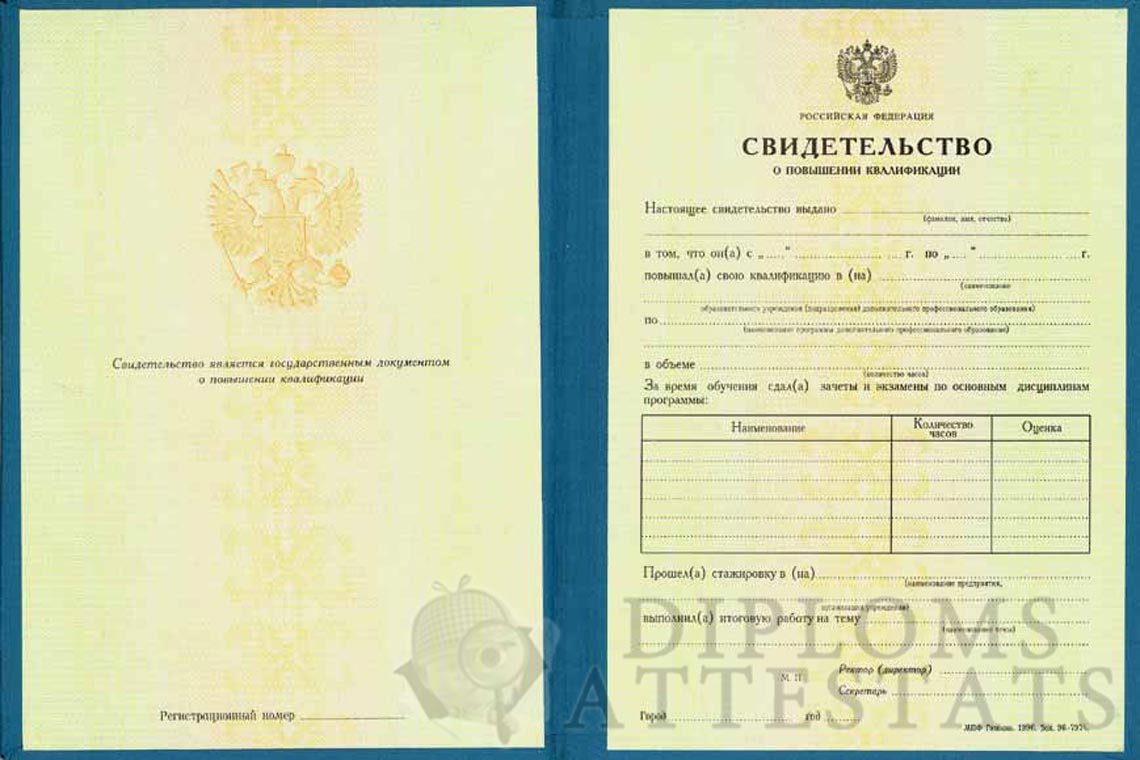 Свидетельство является государственным документом
о повышении квалификации
Регистрационный номер
РОССИЙСКАЯ ФЕДЕРАЦИЯ
СВИДЕТЕЛЬСТВО
О ПОВЫШЕНИИ КВАЛИФИКАЦИИ
Настоящее свидетельство выдано
(фамилия, имя, отчество)
в том, что он(а) с „ " г. по „ " г.
повышал(а) свою квалификацию в (на)
(наименование
образовательного учреждения (подразделения) дополнительного профессионального образования)
по
(наименование программы дополнительного профессионального образования)
в объеме
(количество часов)
За время обучения сдал(а) зачеты и экзамены по основным дисциплинам
программы:
Наименование Количество часов Оценка
Прошел(а) стажировку в (на)
(наименование предприятия,
организации, учреждения)
выполнил(а) итоговую работу на тему
(наименование темы)
М. П.
Ректор (директор)
Секретарь
Город год
1996.
DIPLOMS
ATTESTATS